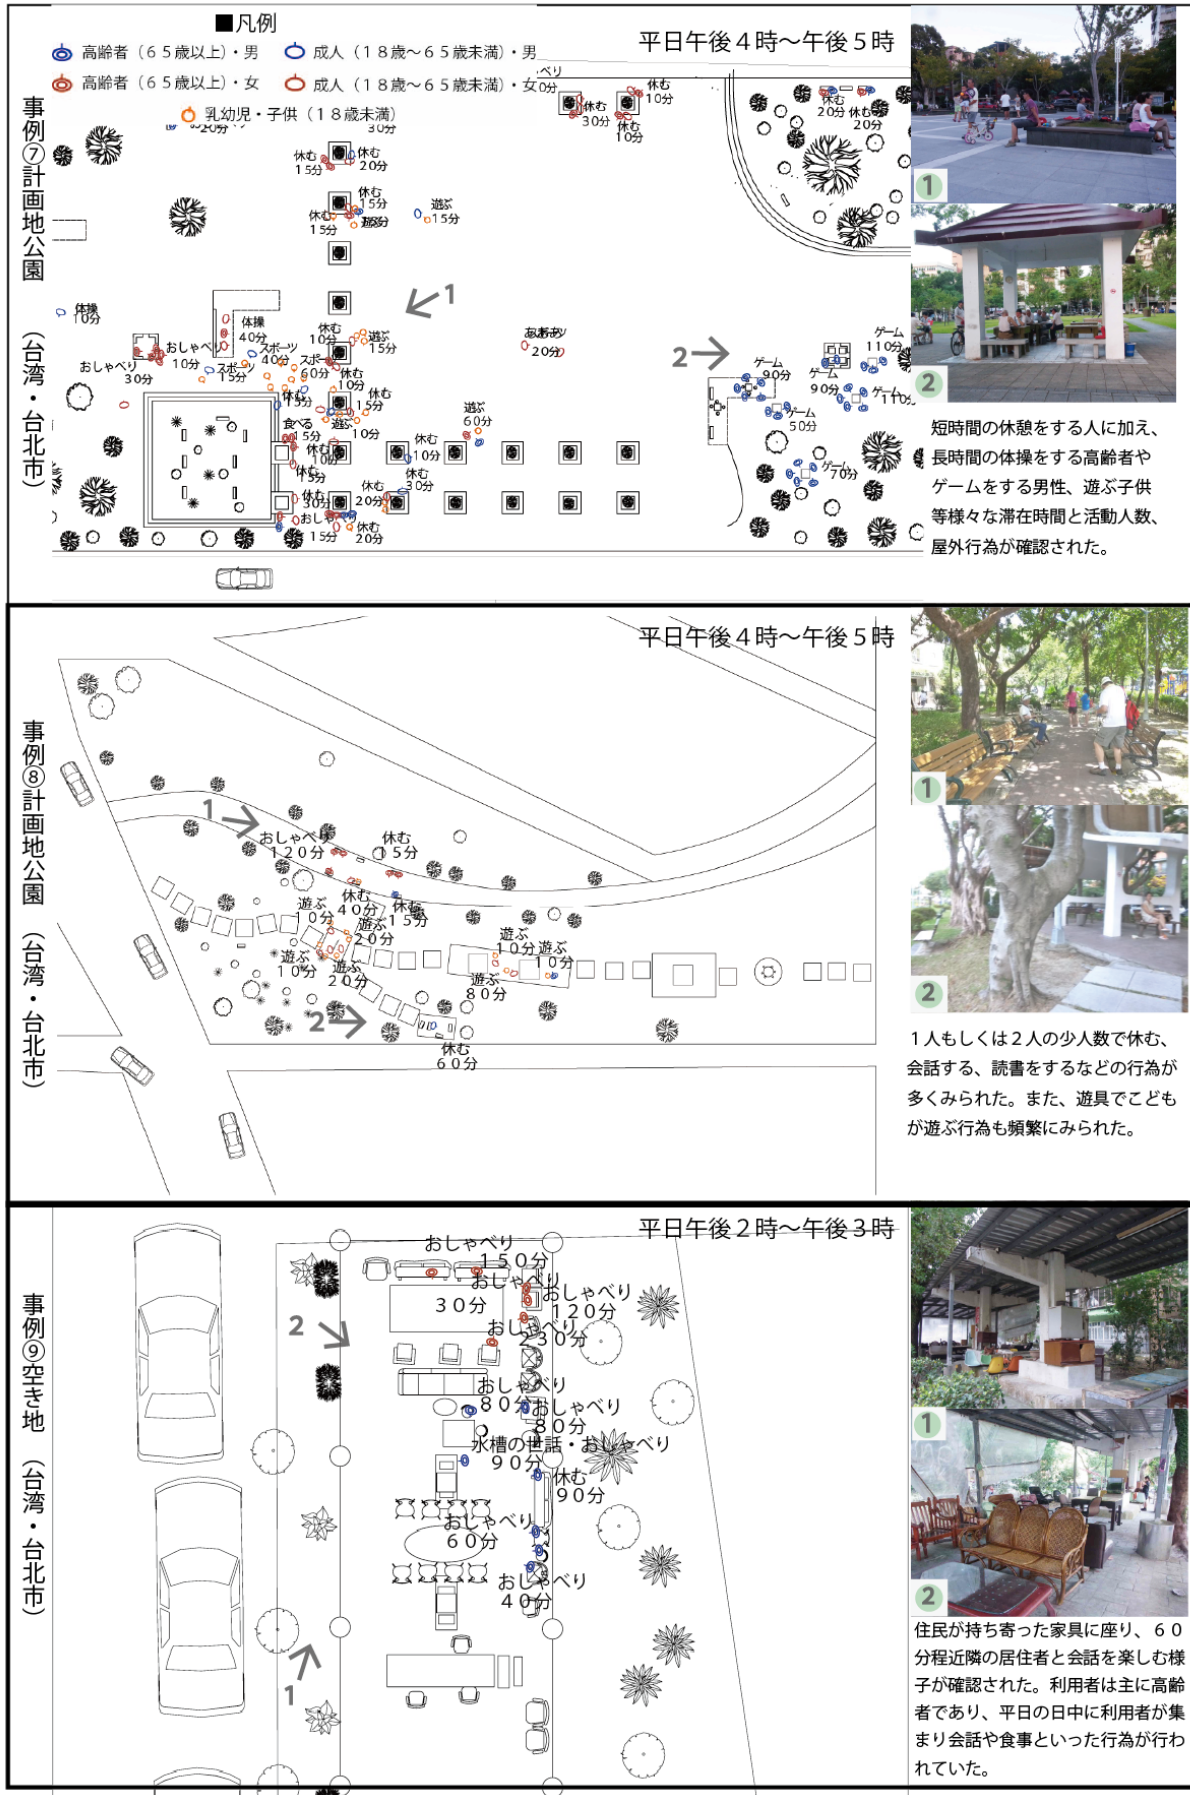 ■凡例
高齢者（６５歳以上）・男
成人（１８歳～６５歳未満）・男
高齢者（６５歳以上）・女
成人（１８歳～６５歳未満）・女
乳幼児・子供（１８歳未満）
平日午後４時～午後５時
事例⑦計画地公園　（台湾・台北市）
休む
30分
休む
10分
休む
10分
休む
20分
休む
20分
30分
休む
15分
休む
20分
休む
15分
休む
15分
遊ぶ
15分
体操
10分
体操
40分
1
休む
10分
遊ぶ
15分
20分
おしゃべり
10分
おしゃべり
30分
スポーツ
40分
スポーツ
15分
スポーツ
60分
休む
10分
休む
15分
休む
15分
遊ぶ
10分
遊ぶ
60分
食べる
15分
休む
10分
休む
15分
休む
10分
休む
30分
休む
20分
休む
30分
おしゃべり
15分
休む
20分
2
ゲーム
110分
ゲーム
90分
ゲーム
90分
ゲーム
110分
ゲーム
50分
ゲーム
70分
1
2
短時間の休憩をする人に加え、
長時間の体操をする高齢者や
ゲームをする男性、遊ぶ子供
等様々な滞在時間と活動人数、
屋外行為が確認された。
平日午後４時～午後５時
事例⑧計画地公園　（台湾・台北市）
1
おしゃべり
１２０分
休む
１５分
休む
４０分
休む
１５分
遊ぶ
１０分
遊ぶ
２０分
遊ぶ
１０分
遊ぶ
２０分
遊ぶ
１０分
遊ぶ
１０分
遊ぶ
８０分
2
休む
６０分
1
2
１人もしくは２人の少人数で休む、
会話する、読書をするなどの行為が
多くみられた。また、遊具でこども
が遊ぶ行為も頻繁にみられた。
平日午後２時～午後３時
事例⑨空き地　（台湾・台北市）
おしゃべり
１５０分
おしゃべり
３０分
おしゃべり
１２０分
おしゃべり
２３０分
2
おしゃべり
８０分
おしゃべり
８０分
水槽の世話・おしゃべり
９０分
休む
９０分
おしゃべり
６０分
おしゃべり
４０分
1
1
2
住民が持ち寄った家具に座り、６０
分程近隣の居住者と会話を楽しむ様
子が確認された。利用者は主に高齢
者であり、平日の日中に利用者が集
まり会話や食事といった行為が行わ
れていた。